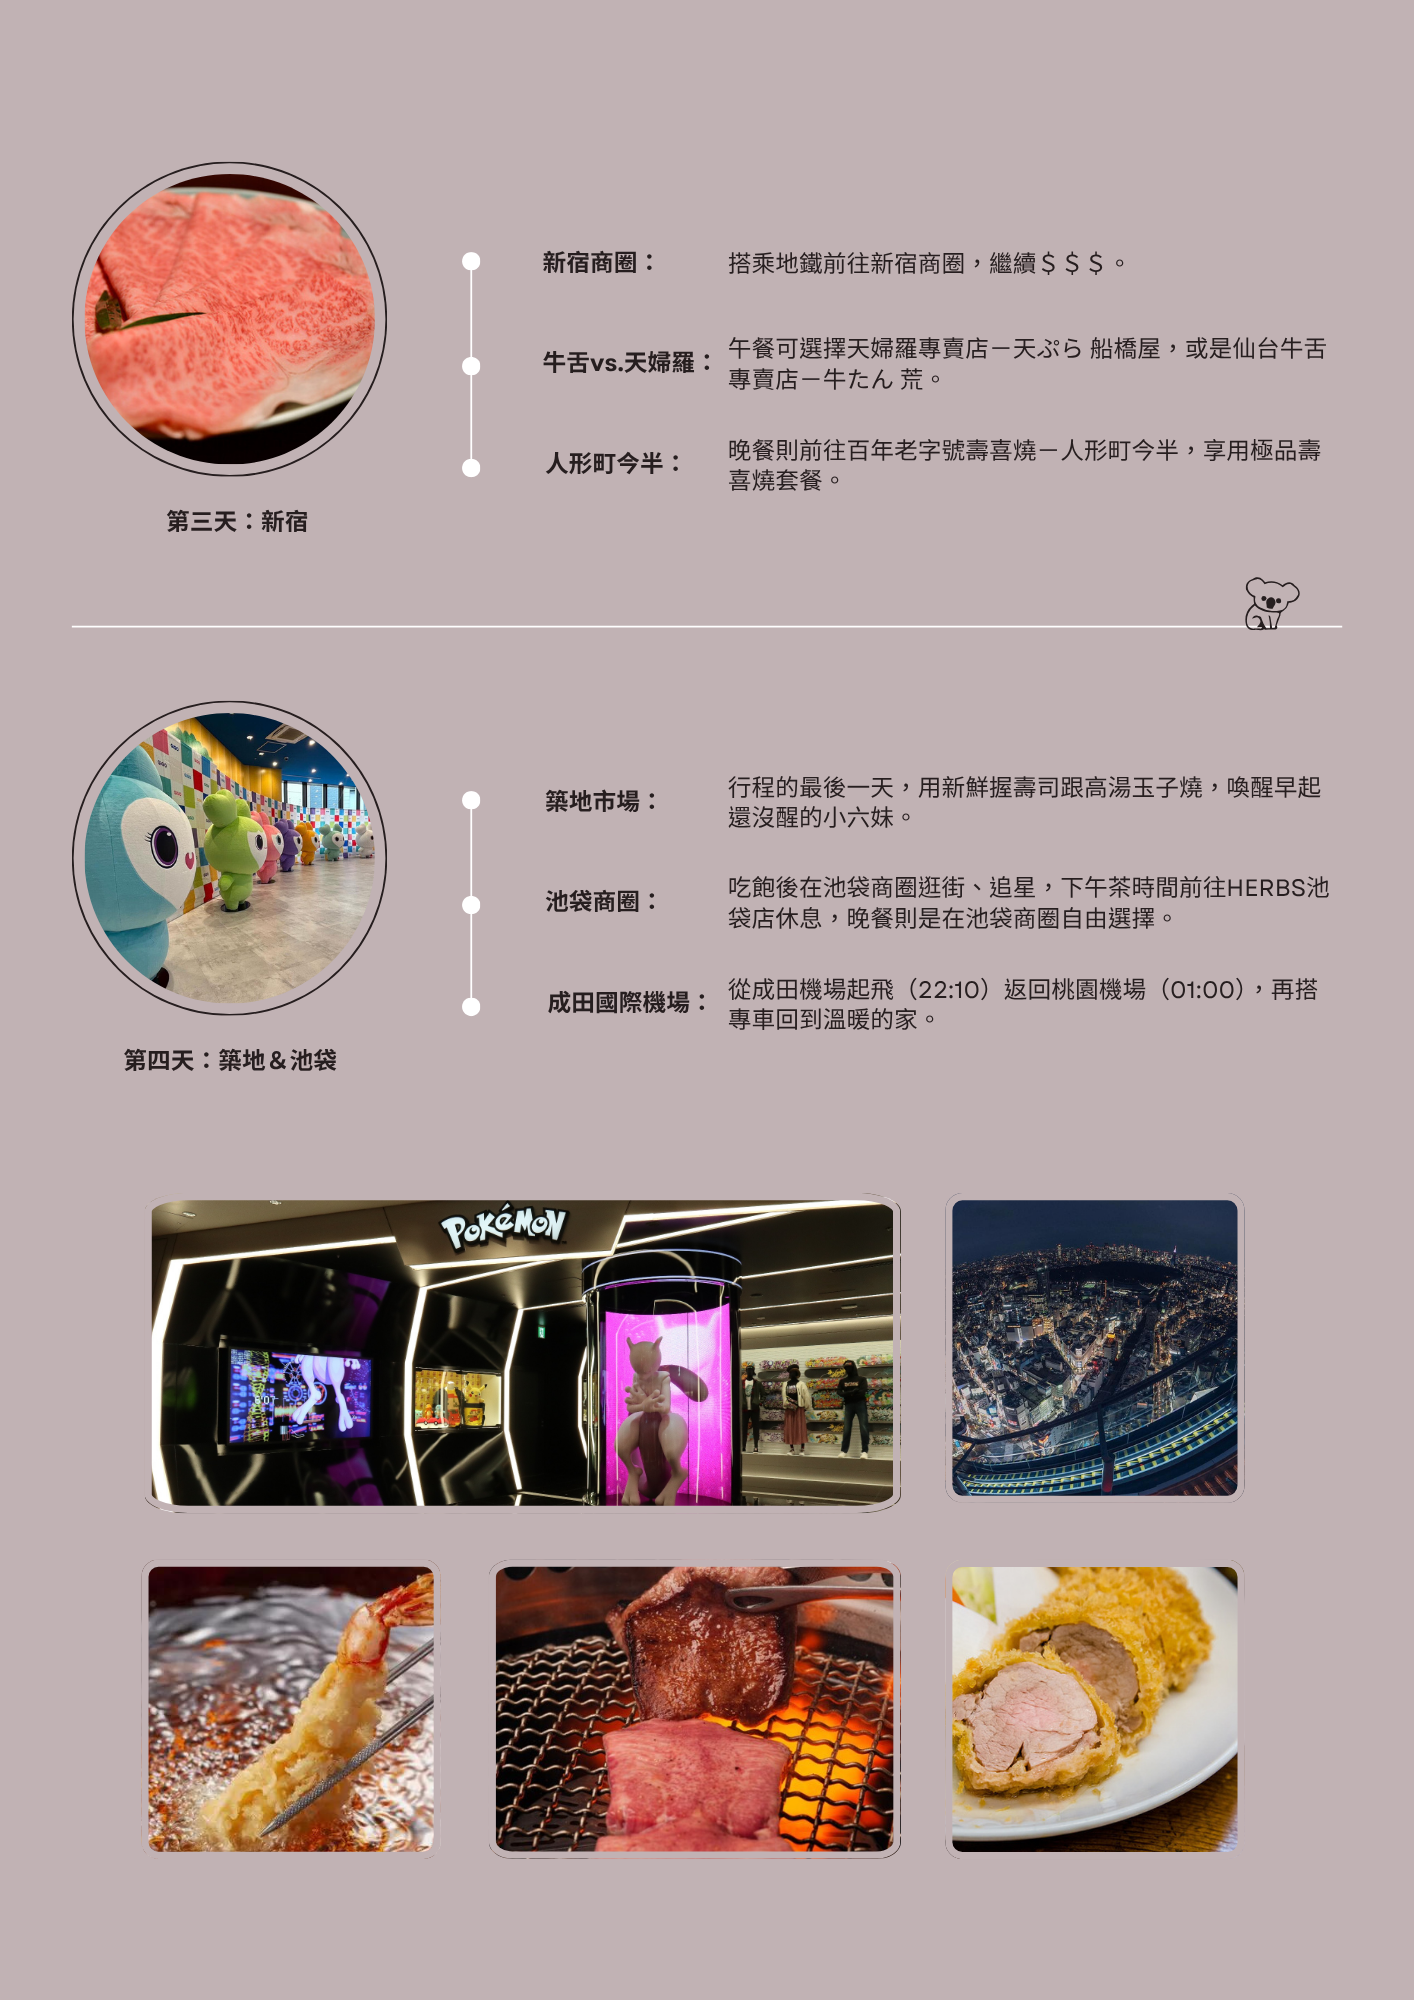 新宿商圈：
搭乘地鐵前往新宿商圈，繼續＄＄＄。
牛舌vs.天婦羅：
午餐可選擇天婦羅專賣店－天ぷら 船橋屋，或是仙台牛舌
專賣店－牛たん 荒。
人形町今半：
晚餐則前往百年老字號壽喜燒－人形町今半，享用極品壽
喜燒套餐。
第三天：新宿
築地市場：
行程的最後一天，用新鮮握壽司跟高湯玉子燒，喚醒早起
還沒醒的小六妹。
池袋商圈：
吃飽後在池袋商圈逛街、追星，下午茶時間前往HERBS池
袋店休息，晚餐則是在池袋商圈自由選擇。
成田國際機場：
從成田機場起飛（22:10）返回桃園機場（01:00），再搭
專車回到溫暖的家。
第四天：築地＆池袋
POKéMON